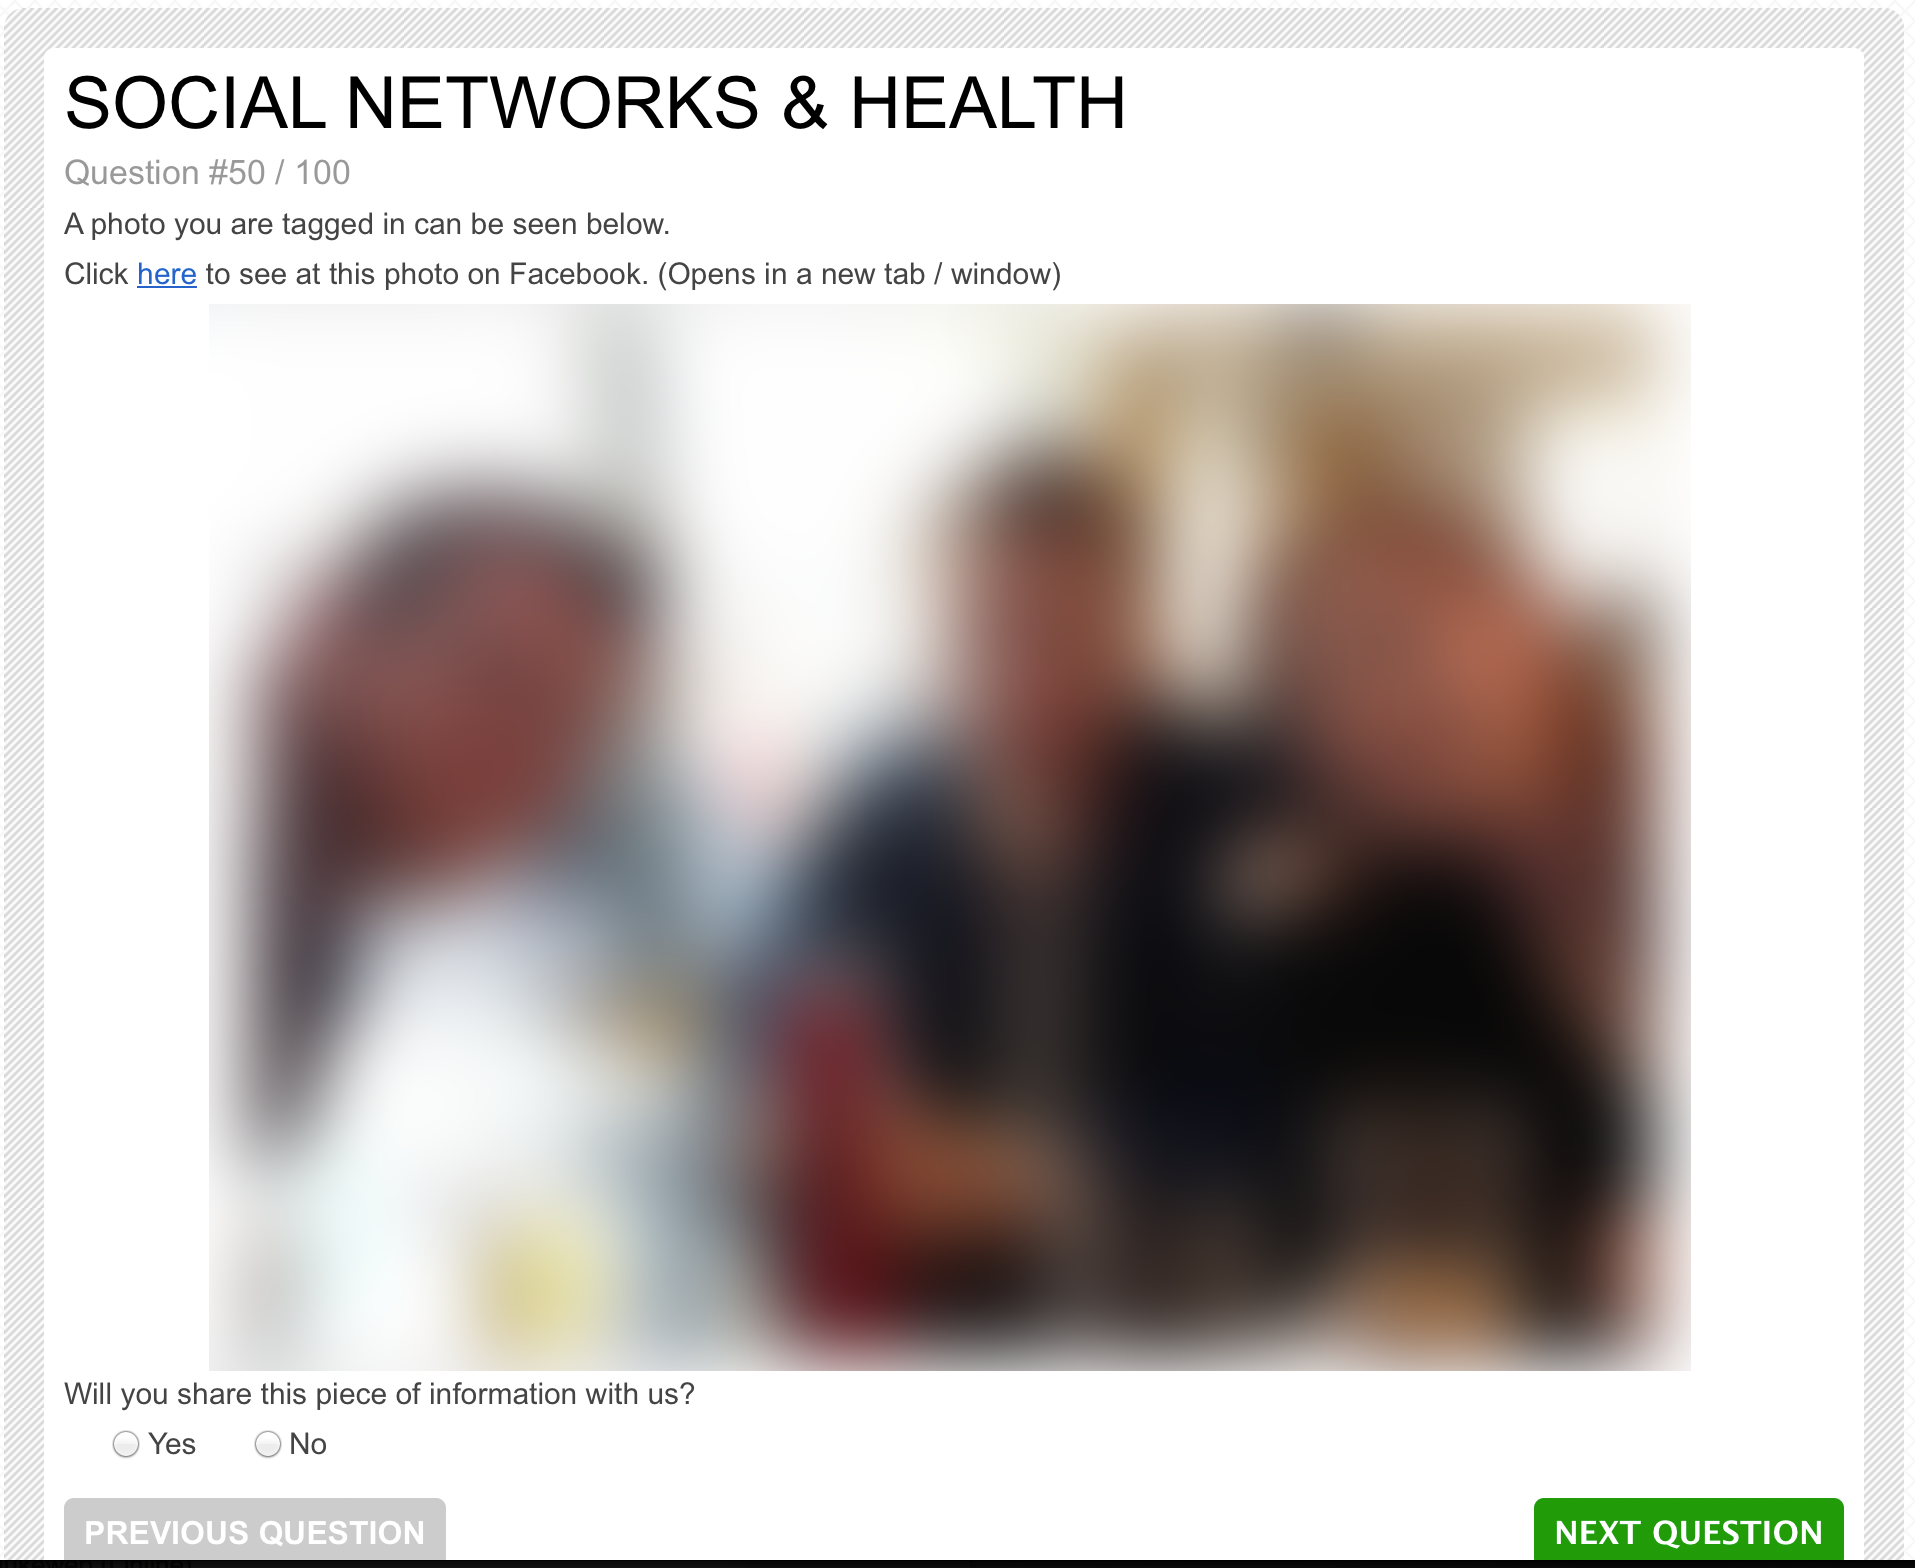 SOCIAL NETWORKS & HEALTH
Question #50 / 100
A photo you are tagged in can be seen below.
Click here to see at this photo on Facebook. (Opens in a new tab / window)
Will you share this piece of information with us?
Yes No
PREVIOUS QUESTION NEXT QUESTION